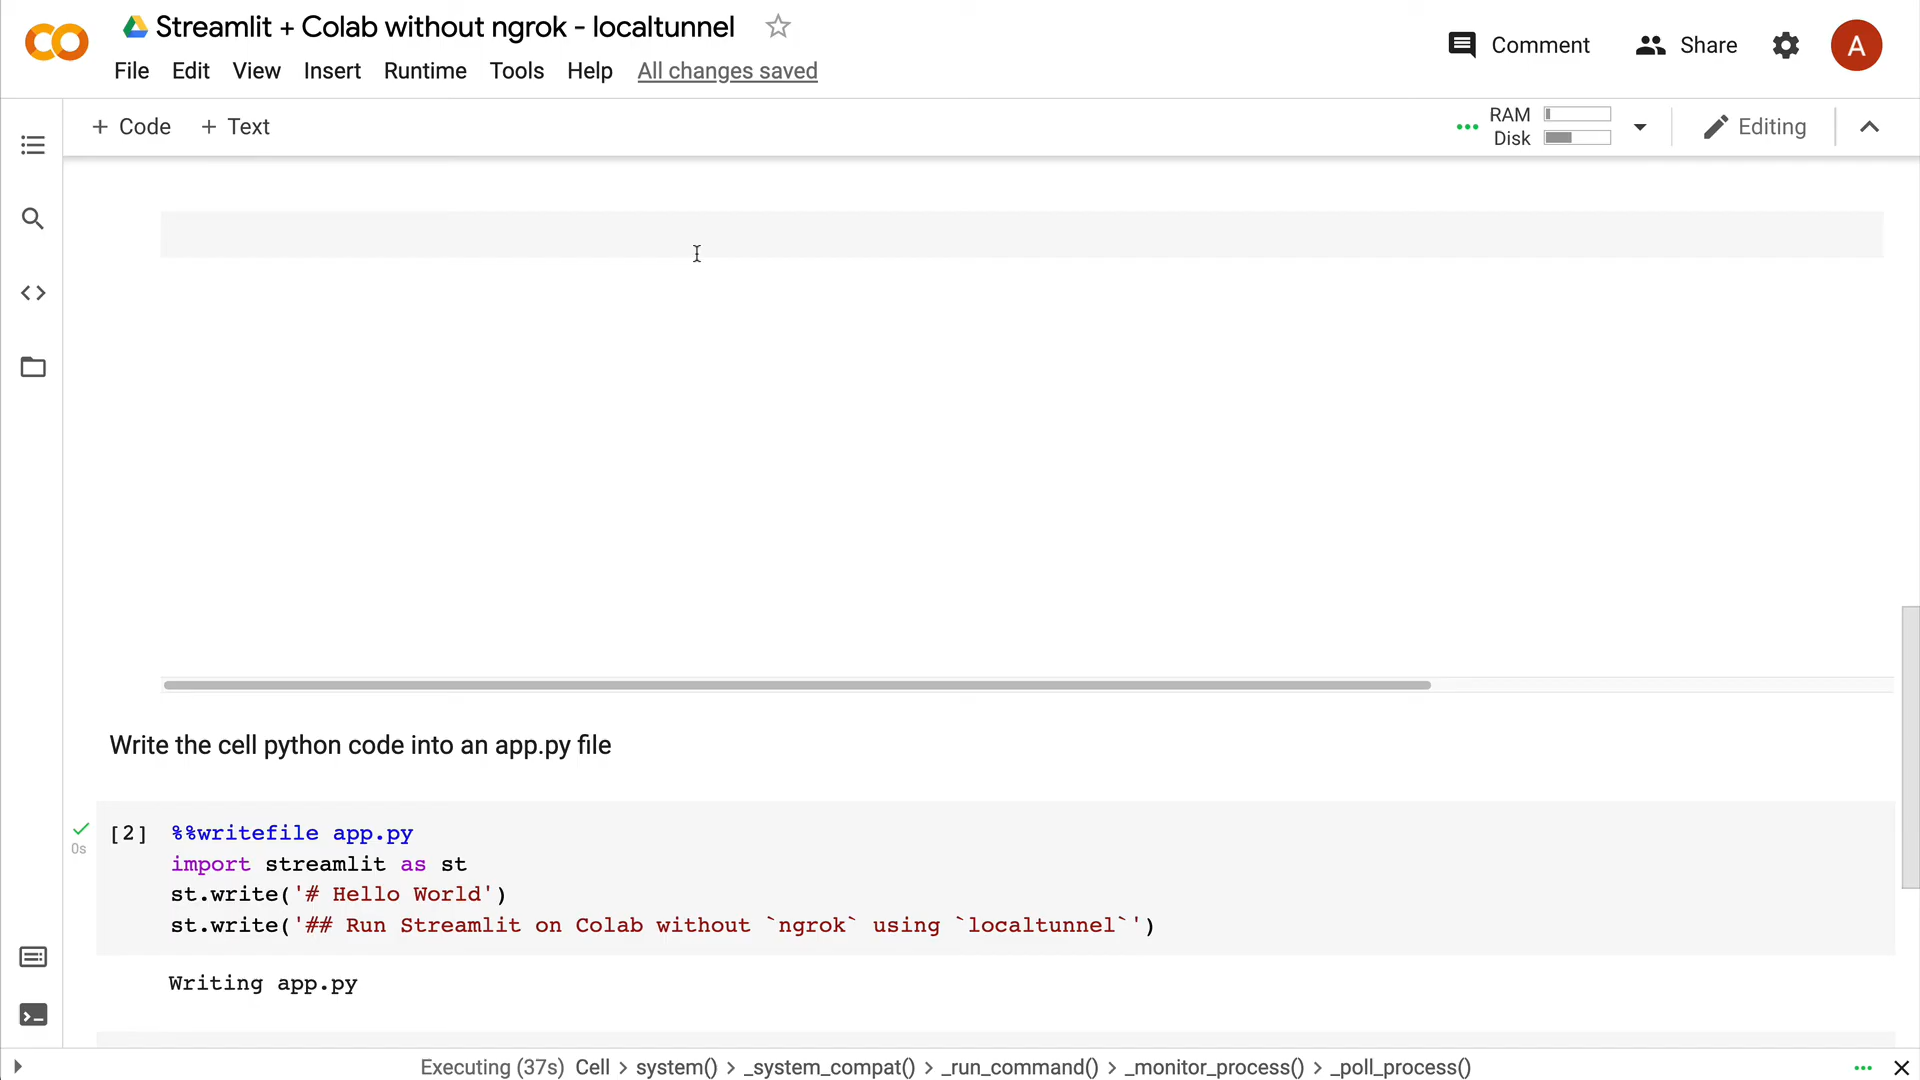 Streamlit + Colab without ngrok - localtunnel
File Edit View Insert Runtime Tools Help All changes saved
Comment Share A
+ Code + Text
RAM
Disk
Editing
Write the cell python code into an app.py file
[2] %%writefile app.py
import streamlit as st
st.write('# Hello World')
st.write('## Run Streamlit on Colab without `ngrok` using `localtunnel`')
0s
Writing app.py
Executing (37s) Cell > system() > _system_compat() > _run_command() > _monitor_process() > _poll_process()